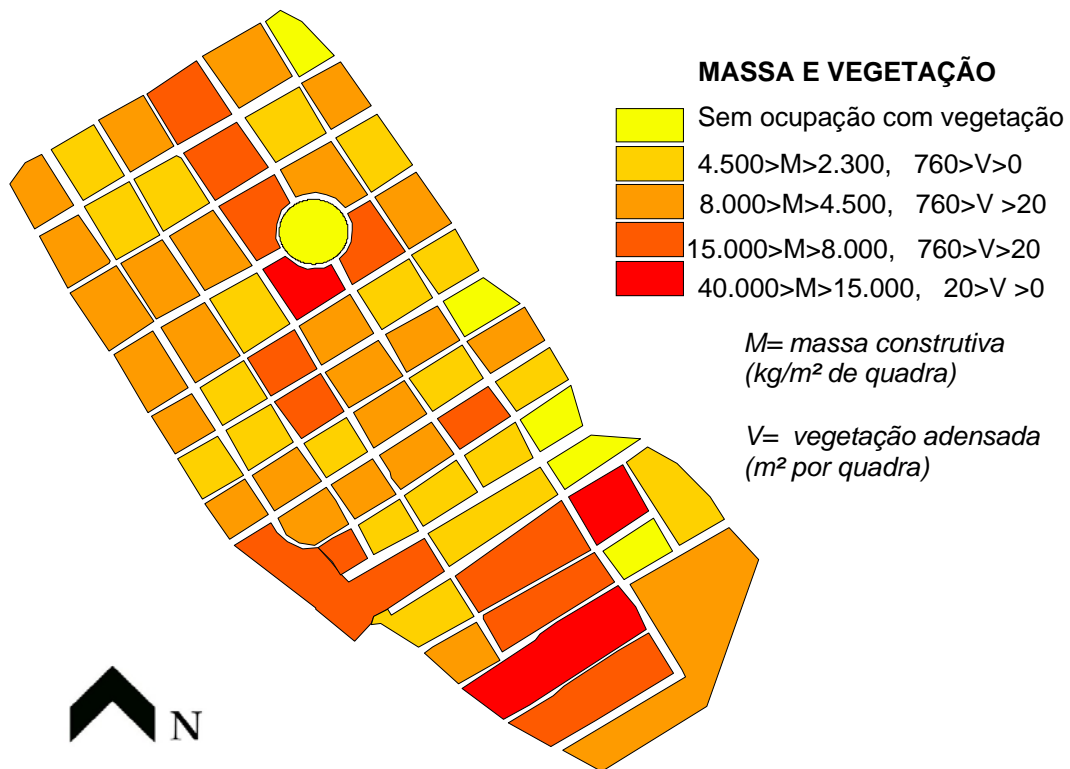 MASSA E VEGETAÇÃO
Sem ocupação com vegetação
4.500>M>2.300, 760>V>0
8.000>M>4.500, 760>V >20
15.000>M>8.000, 760>V>20
40.000>M>15.000, 20>V >0
M= massa construtiva
(kg/m² de quadra)
V= vegetação adensada
(m² por quadra)
N